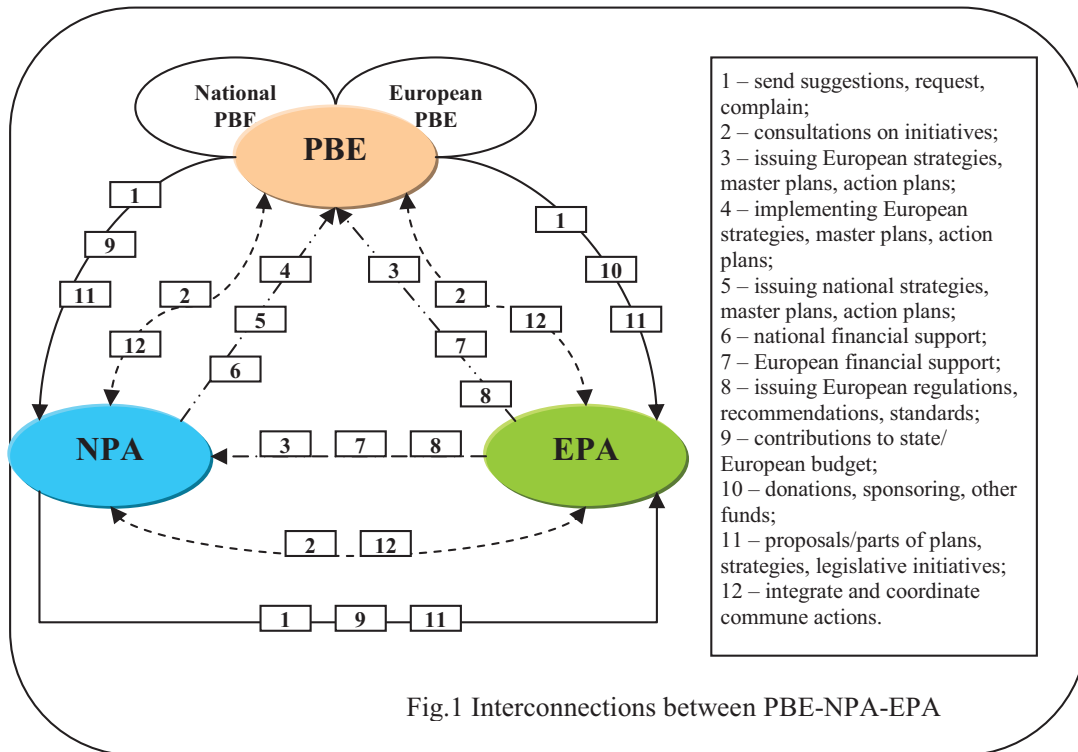 National
PBE
European
PBE
PBE
1
9
11
2
12
4
5
6
3
7
8
2
12
1
10
11
NPA
EPA
3 7 8
2 12
1 9 11
1 – send suggestions, request,
complain;
2 – consultations on initiatives;
3 – issuing European strategies,
master plans, action plans;
4 – implementing European
strategies, master plans, action
plans;
5 – issuing national strategies,
master plans, action plans;
6 – national financial support;
7 – European financial support;
8 – issuing European regulations,
recommendations, standards;
9 – contributions to state/
European budget;
10 – donations, sponsoring, other
funds;
11 – proposals/parts of plans,
strategies, legislative initiatives;
12 – integrate and coordinate
commune actions.
Fig.1 Interconnections between PBE-NPA-EPA